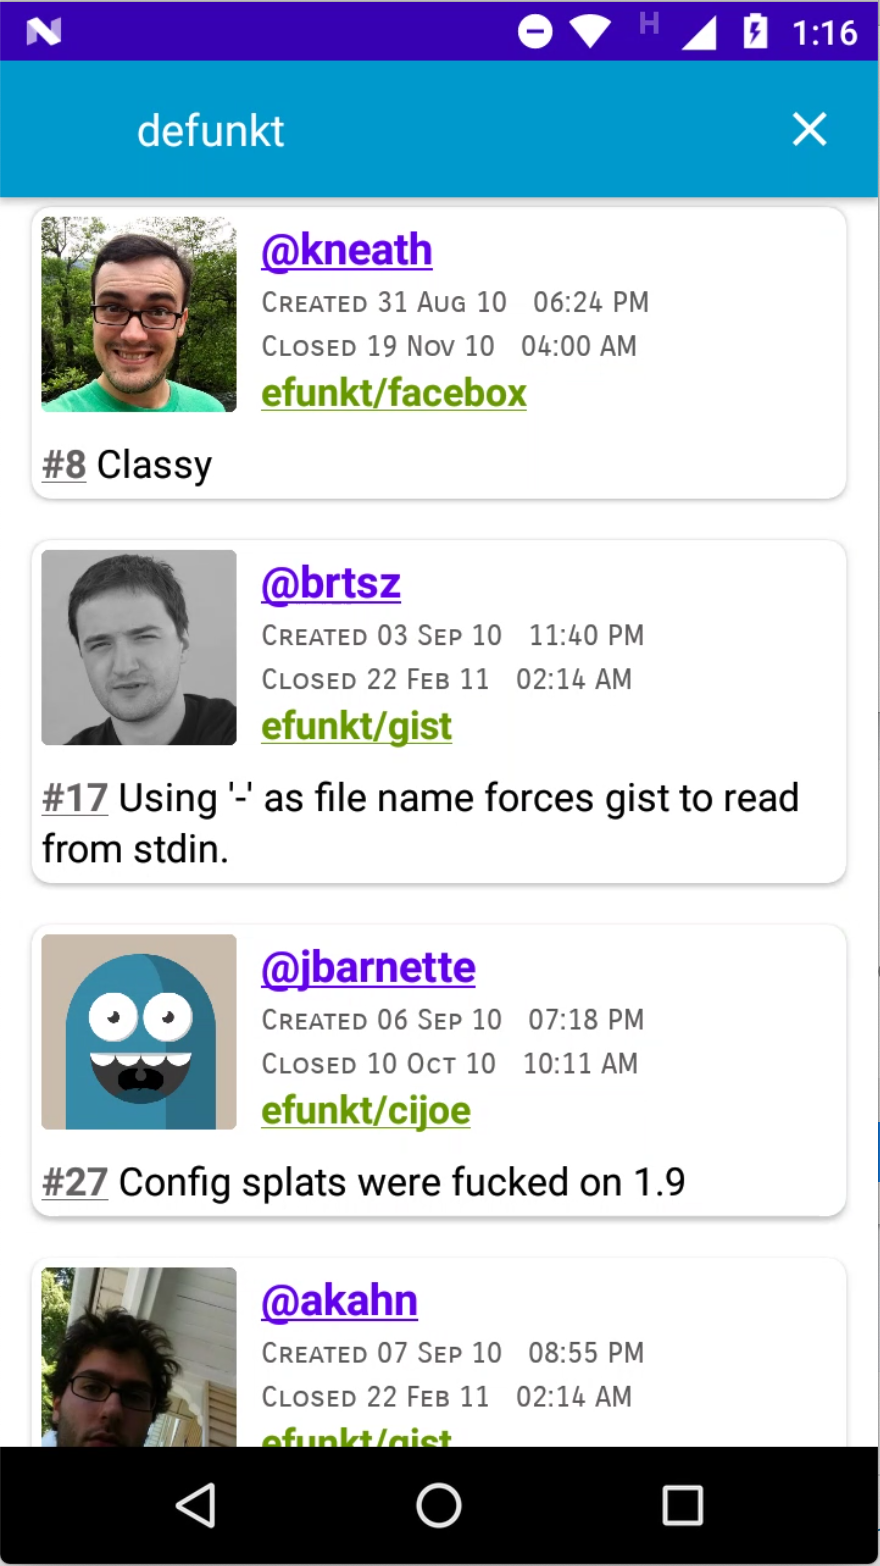 H 1:16
defunkt
@kneath
Created 31 Aug 10 06:24 PM
Closed 19 Nov 10 04:00 AM
efunkt/facebox
#8 Classy
@brtsz
Created 03 Sep 10 11:40 PM
Closed 22 Feb 11 02:14 AM
efunkt/gist
#17 Using '-' as file name forces gist to read
from stdin.
@jbarnette
Created 06 Sep 10 07:18 PM
Closed 10 Oct 10 10:11 AM
efunkt/cijoe
#27 Config splats were fucked on 1.9
@akahn
Created 07 Sep 10 08:55 PM
Closed 22 Feb 11 02:14 AM
efunkt/gist